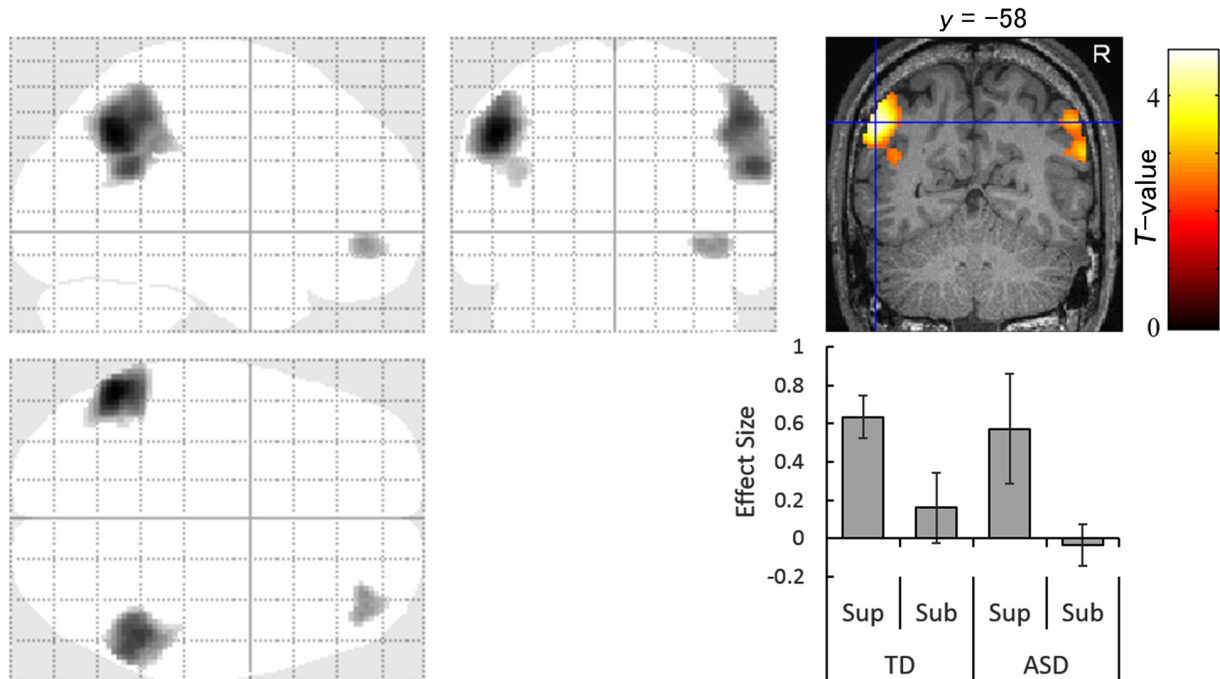 y = −58
R
4
0
T−value
1
0.8
0.6
0.4
0.2
0
-0.2
Effect Size
Sup Sub Sup Sub
TD ASD